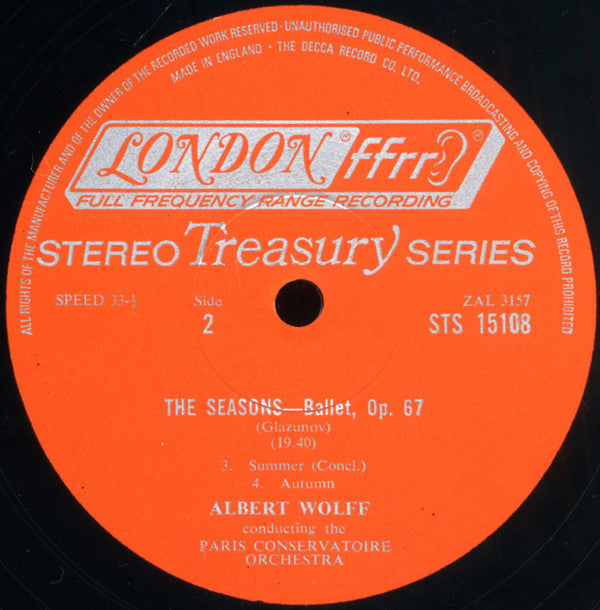 ALL RIGHTS OF THE MANUFACTURER AND OF THE OWNER OF THE RECORDED WORK RESERVED · UNAUTHORISED PUBLIC PERFORMANCE BROADCASTING AND COPYING OF THIS RECORD PROHIBITED
MADE IN ENGLAND · THE DECCA RECORD CO, LTD.
LONDON ® ffrr ®
FULL FREQUENCY RANGE RECORDING
STEREO Treasury SERIES
SPEED 33-⅓ Side ZAL 3157
2 STS 15108
THE SEASONS—Ballet, Op. 67
(Glazunov)
(19.40)
3. Summer (Concl.)
4. Autumn
ALBERT WOLFF
conducting the
PARIS CONSERVATOIRE
ORCHESTRA